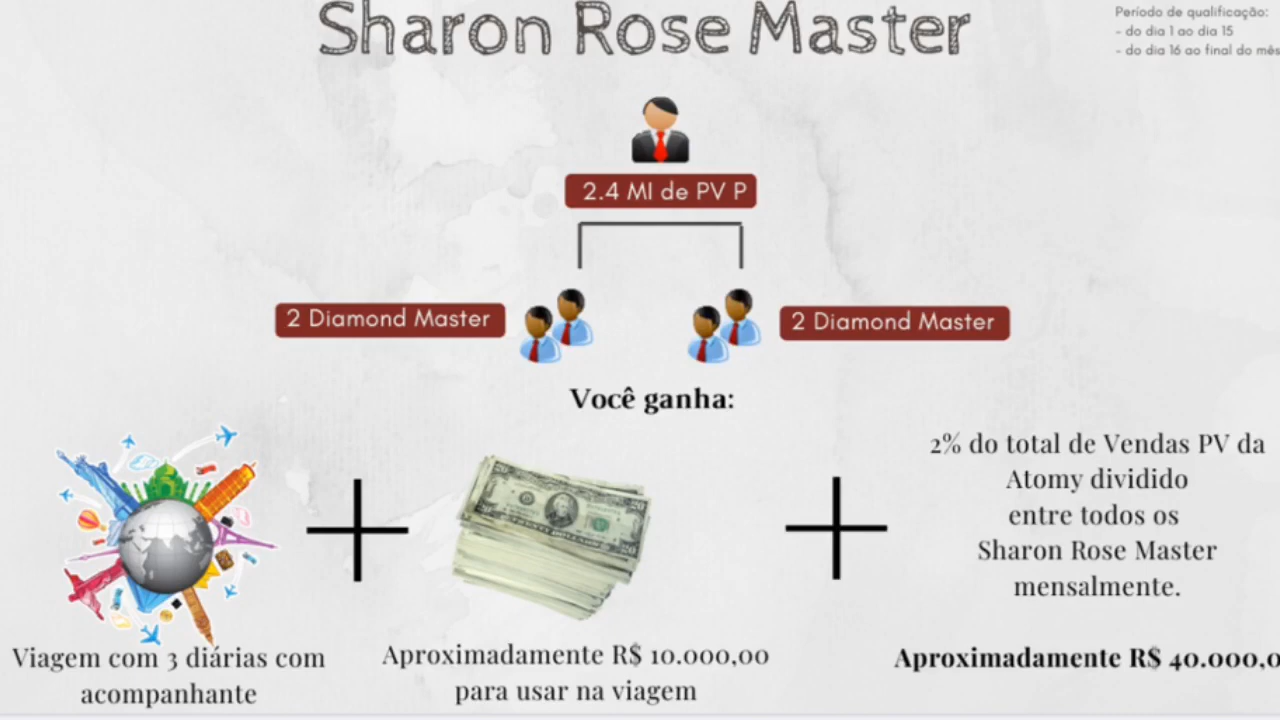 Sharon Rose Master
Período de qualificação:
- do dia 1 ao dia 15
- do dia 16 ao final do mês
2.4 MI de PV P
2 Diamond Master
2 Diamond Master
Você ganha:
2% do total de Vendas PV da
Atomy dividido
entre todos os
Sharon Rose Master
mensalmente.
Viagem com 3 diárias com
acompanhante
Aproximadamente R$ 10.000,00
para usar na viagem
Aproximadamente R$ 40.000,0